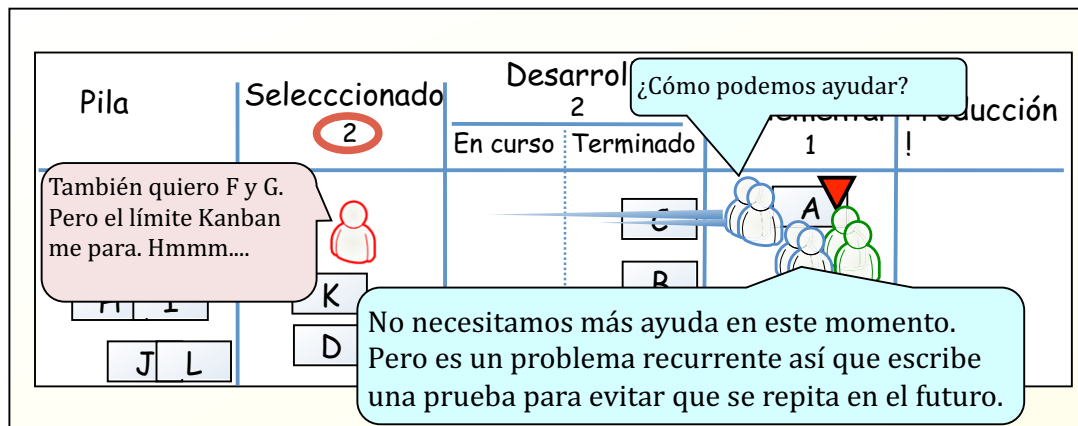 Pila
Selecccionado
2
Desarrol
2
En curso
Terminado
1
Producción
!
¿Cómo podemos ayudar?
También quiero F y G.
Pero el límite Kanban
me para. Hmmm....
A
C
B
K
D
H I
J L
No necesitamos más ayuda en este momento.
Pero es un problema recurrente así que escribe
una prueba para evitar que se repita en el futuro.